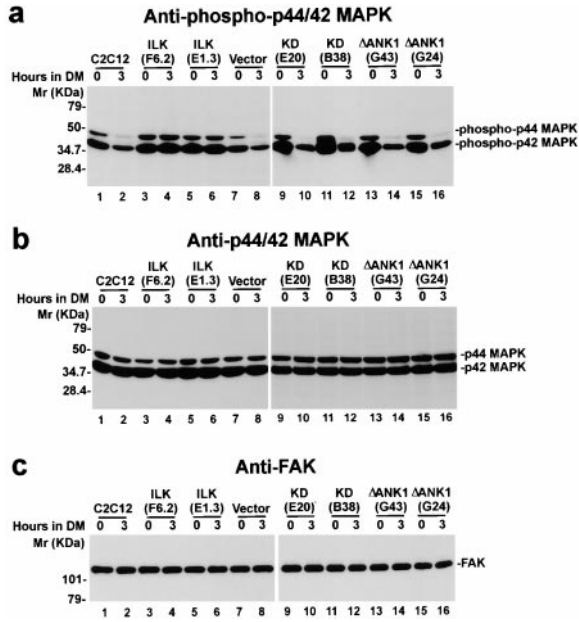 a
Anti-phospho-p44/42 MAPK
ILK ILK KD KD ΔANK1 ΔANK1
C2C12 (F6.2) (E1.3) Vector (E20) (B38) (G43) (G24)
Hours in DM 0 3 0 3 0 3 0 3 0 3 0 3 0 3 0 3
Mr (KDa)
79-
50-
-phospho-p44 MAPK
34.7-
-phospho-p42 MAPK
28.4-
1 2 3 4 5 6 7 8 9 10 11 12 13 14 15 16
b
Anti-p44/42 MAPK
ILK ILK KD KD ΔANK1 ΔANK1
C2C12 (F6.2) (E1.3) Vector (E20) (B38) (G43) (G24)
Hours in DM 0 3 0 3 0 3 0 3 0 3 0 3 0 3 0 3
Mr (KDa)
79-
50-
-p44 MAPK
34.7-
-p42 MAPK
28.4-
1 2 3 4 5 6 7 8 9 10 11 12 13 14 15 16
c
Anti-FAK
ILK ILK KD KD ΔANK1 ΔANK1
C2C12 (F6.2) (E1.3) Vector (E20) (B38) (G43) (G24)
Hours in DM 0 3 0 3 0 3 0 3 0 3 0 3 0 3 0 3
Mr (KDa)
-FAK
101-
79-
1 2 3 4 5 6 7 8 9 10 11 12 13 14 15 16